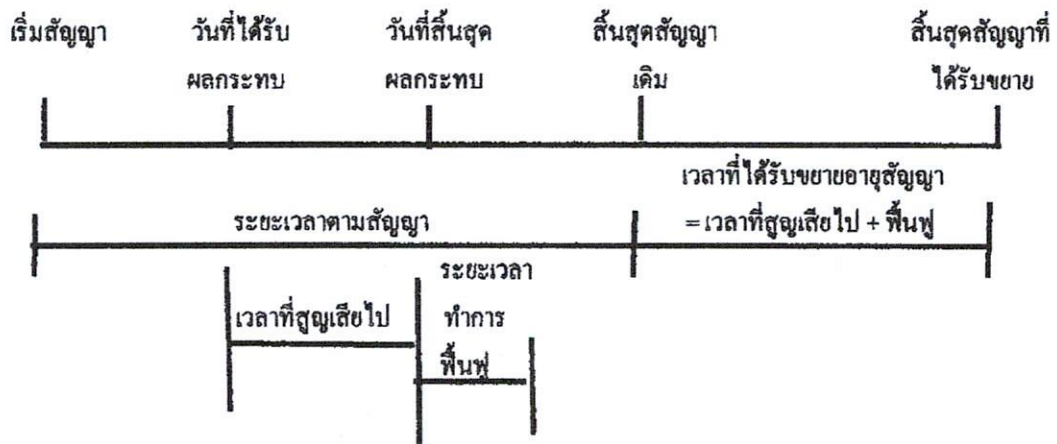 เริ่มสัญญา วันที่ได้รับ วันที่สิ้นสุด สิ้นสุดสัญญา สิ้นสุดสัญญาที่
ผลกระทบ ผลกระทบ เดิม ได้รับขยาย
เวลาที่ได้รับขยายอายุสัญญา
ระยะเวลาตามสัญญา = เวลาที่สูญเสียไป + ฟื้นฟู
ระยะเวลา
เวลาที่สูญเสียไป ทำการ
ฟื้นฟู